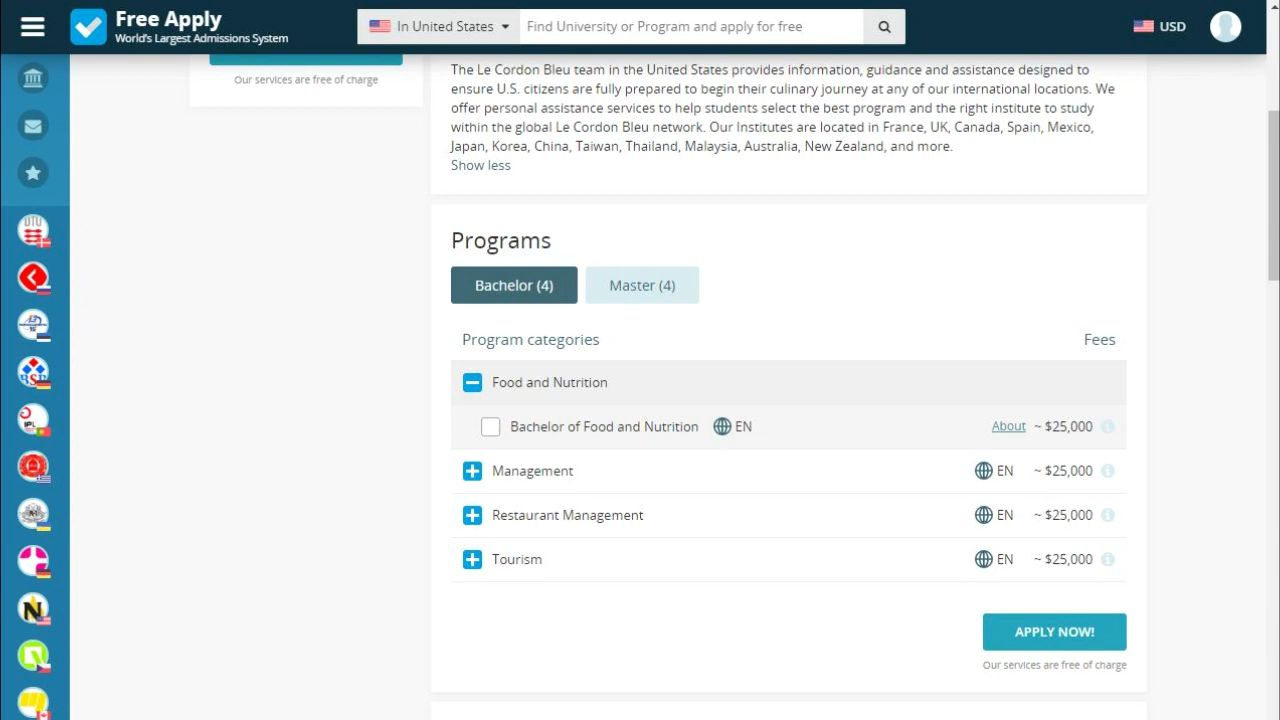 Free Apply
World's Largest Admissions System
In United States
Find University or Program and apply for free
USD
Our services are free of charge
The Le Cordon Bleu team in the United States provides information, guidance and assistance designed to
ensure U.S. citizens are fully prepared to begin their culinary journey at any of our international locations. We
offer personal assistance services to help students select the best program and the right institute to study
within the global Le Cordon Bleu network. Our Institutes are located in France, UK, Canada, Spain, Mexico,
Japan, Korea, China, Taiwan, Thailand, Malaysia, Australia, New Zealand, and more.
Show less
Programs
Bachelor (4) Master (4)
Program categories Fees
Food and Nutrition
Bachelor of Food and Nutrition EN About ~ $25,000
Management EN ~ $25,000
Restaurant Management EN ~ $25,000
Tourism EN ~ $25,000
APPLY NOW!
Our services are free of charge
DTU
BSP
IPL
N